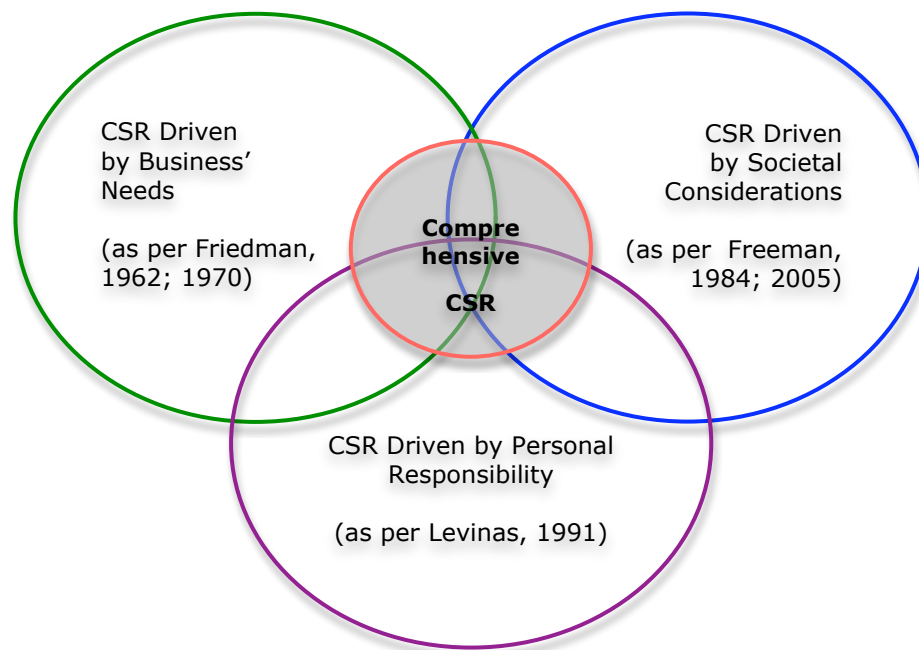 CSR Driven
by Business’
Needs
(as per Friedman,
1962; 1970)
CSR Driven
by Societal
Considerations
(as per Freeman,
1984; 2005)
Compre
hensive
CSR
CSR Driven by Personal
Responsibility
(as per Levinas, 1991)